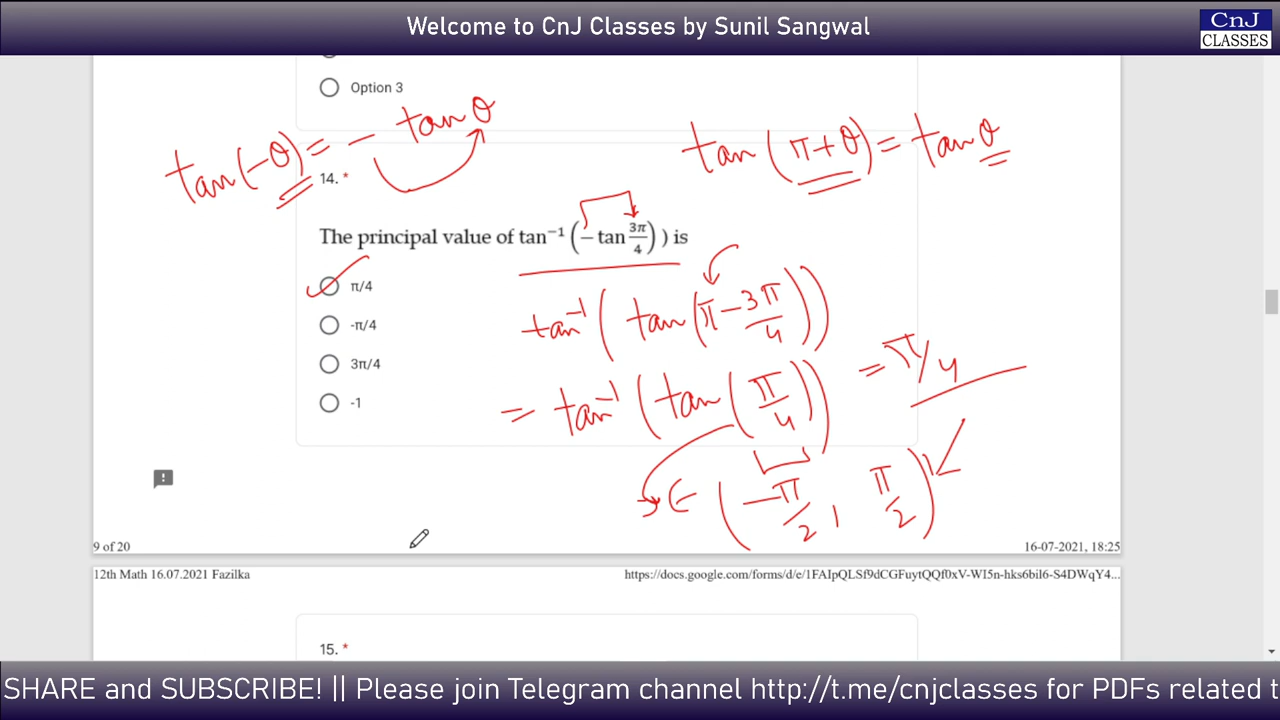 Welcome to CnJ Classes by Sunil Sangwal
CnJ
CLASSES
Option 3
tan(-θ) = - tan θ
tan(π+θ) = tan θ
14. *
The principal value of tan⁻¹(− tan 3π/4) ) is
π/4
-π/4
3π/4
-1
tan⁻¹(tan(π - 3π/4))
= tan⁻¹(tan(π/4)) = π/4
∈ (-π/2, π/2)
9 of 20
16-07-2021, 18:25
12th Math 16.07.2021 Fazilka
https://docs.google.com/forms/d/e/1FAIpQLSf9dCGFuytQQf0xV-WI5n-hks6bil6-S4DWqY4...
15. *
SHARE and SUBSCRIBE! || Please join Telegram channel http://t.me/cnjclasses for PDFs related t